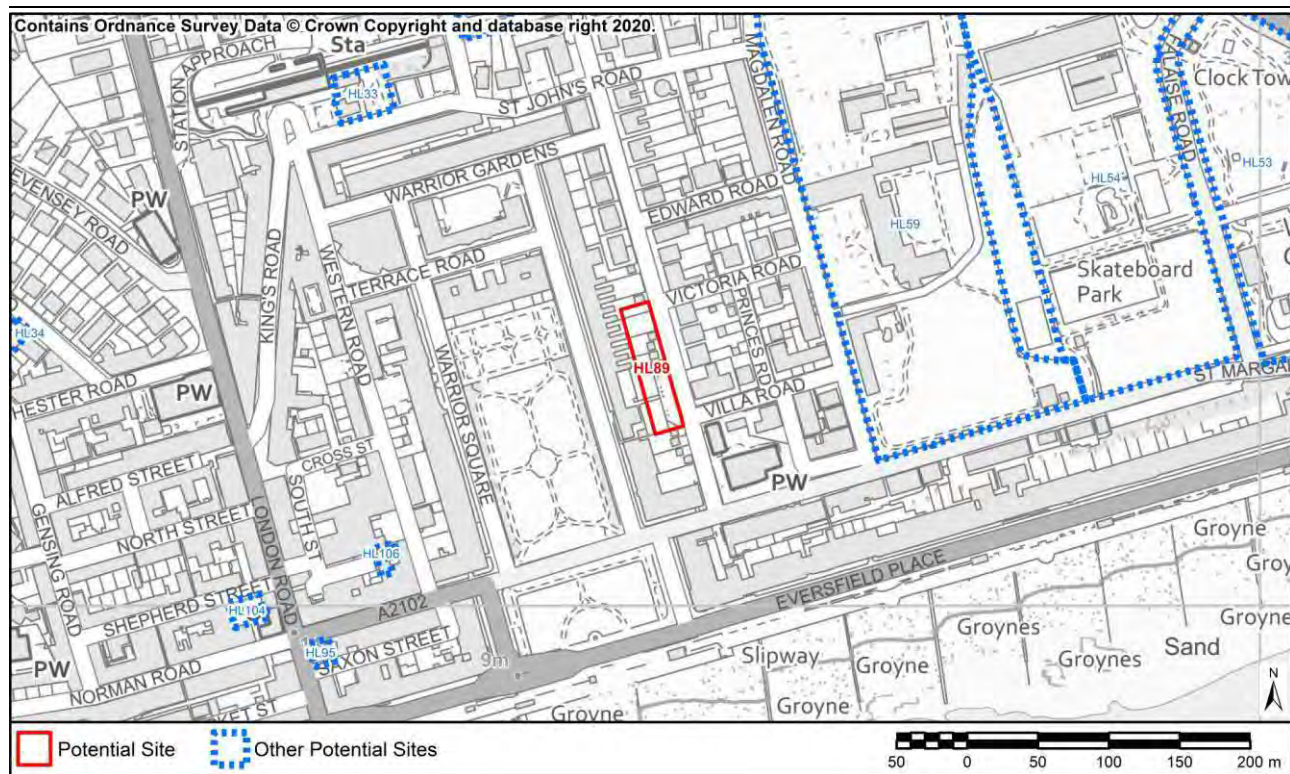 Contains Ordnance Survey Data © Crown Copyright and database right 2020.
Sta
STATION APPROACH
HL33
ST JOHN'S ROAD
MAGDALEN ROAD
FALAISE ROAD
Clock Tow
HL53
HL54
HL59
WARRIOR GARDENS
EDWARD ROAD
EVENSEY ROAD
PW
KING'S ROAD
WESTERN ROAD
TERRACE ROAD
VICTORIA ROAD
PRINCES RD
Skateboard
Park
HL34
HL89
WARRIOR SQUARE
VILLA ROAD
ST MARGA
HESTER ROAD
PW
CROSS ST
ALFRED STREET
SOUTH ST
PW
NORTH STREET
LONDON ROAD
GENSING ROAD
HL106
Groyne
Groy
EVERSFIELD PLACE
SHEPHERD STREET
HL104
A2102
Groynes
HL95
SAXON STREET
9m
Slipway
Groyne
Groynes
Sand
PW
NORMAN ROAD
KET ST
Groyne
Groyne
N
Potential Site
Other Potential Sites
50 0 50 100 150 200 m